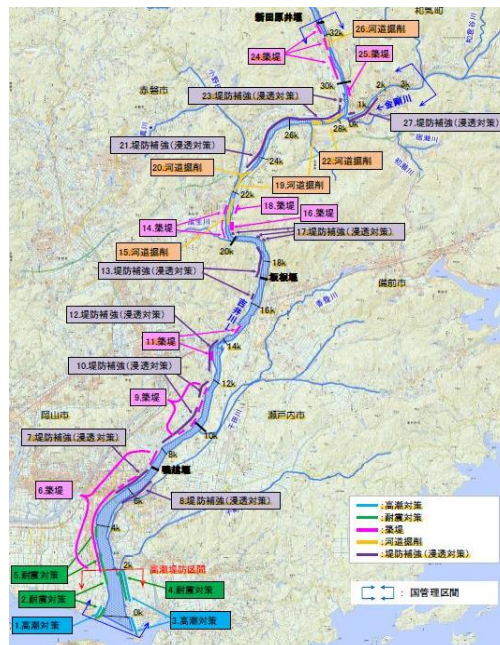 和気町
新田原井堰
26.河道掘削
32k
24.築堤
25.築堤
30k
2k
3k
赤磐市
1k
0k
金剛川
23.堤防補強(浸透対策)
28k
27.堤防補強(浸透対策)
26k
21.堤防補強(浸透対策)
22.河道掘削
24k
20.河道掘削
19.河道掘削
22k
18.築堤
14.築堤
16.築堤
17.堤防補強(浸透対策)
15.河道掘削
20k
18k
13.堤防補強(浸透対策)
坂根堰
備前市
16k
吉井川
香登川
12.堤防補強(浸透対策)
11.築堤
14k
10.堤防補強(浸透対策)
12k
9.築堤
千田川
岡山市
瀬戸内市
10k
7.堤防補強(浸透対策)
8k
鴨越堰
6.築堤
6k
8.堤防補強(浸透対策)
4k
高潮堤防区間
2k
5.耐震対策
4.耐震対策
2.耐震対策
0k
1.高潮対策
3.高潮対策
:高潮対策
:耐震対策
:築堤
:河道掘削
:堤防補強(浸透対策)
:国管理区間